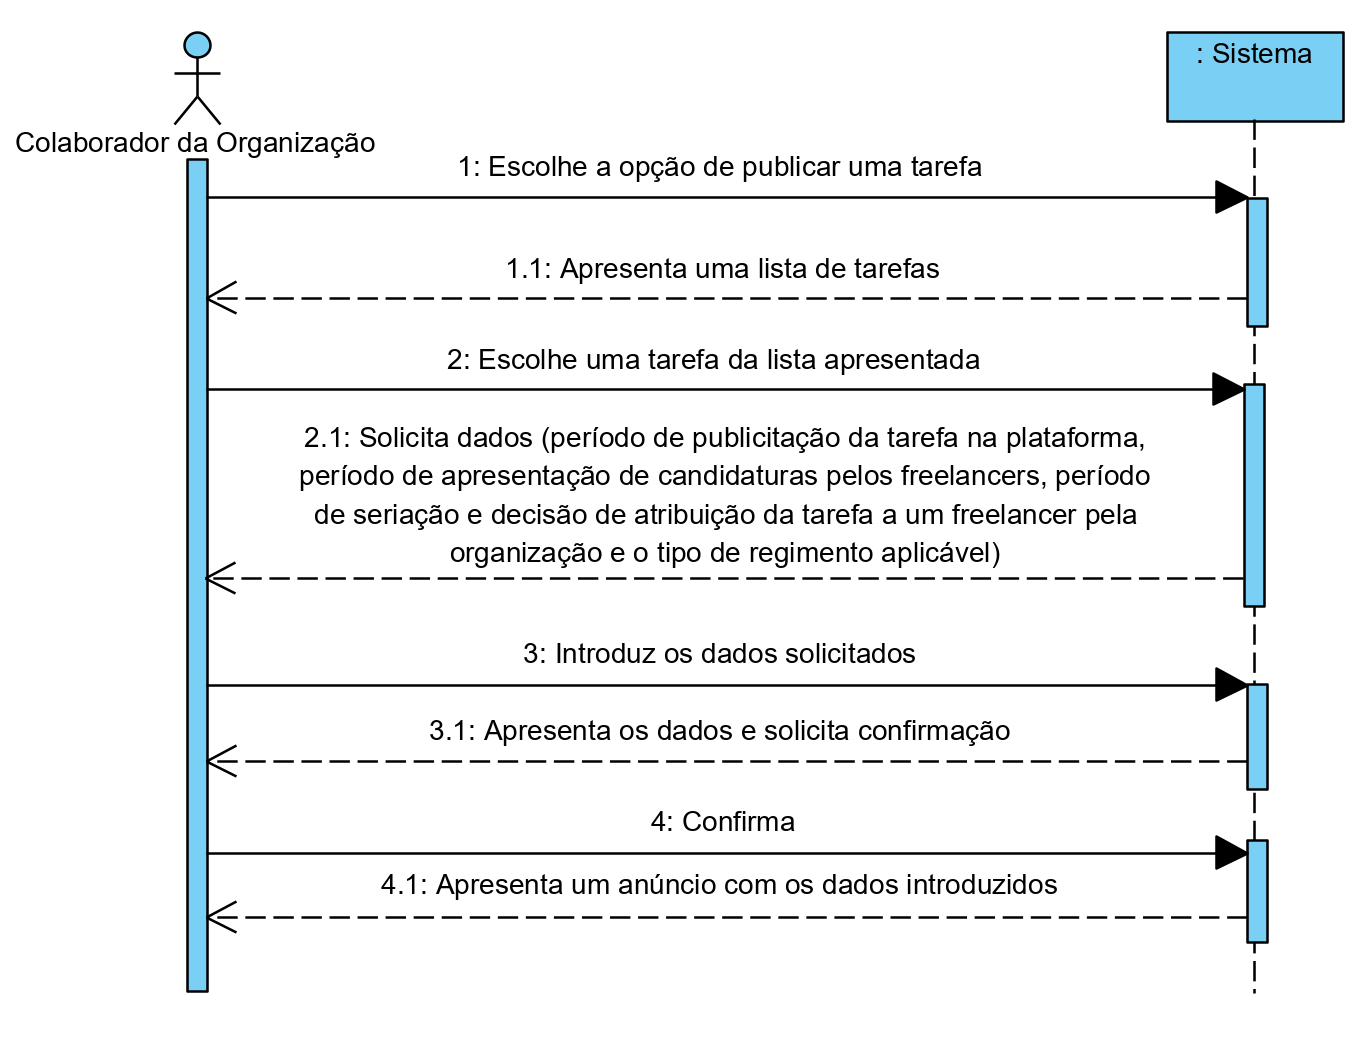 : Sistema
Colaborador da Organização
1: Escolhe a opção de publicar uma tarefa
1.1: Apresenta uma lista de tarefas
2: Escolhe uma tarefa da lista apresentada
2.1: Solicita dados (período de publicitação da tarefa na plataforma,
período de apresentação de candidaturas pelos freelancers, período
de seriação e decisão de atribuição da tarefa a um freelancer pela
organização e o tipo de regimento aplicável)
3: Introduz os dados solicitados
3.1: Apresenta os dados e solicita confirmação
4: Confirma
4.1: Apresenta um anúncio com os dados introduzidos